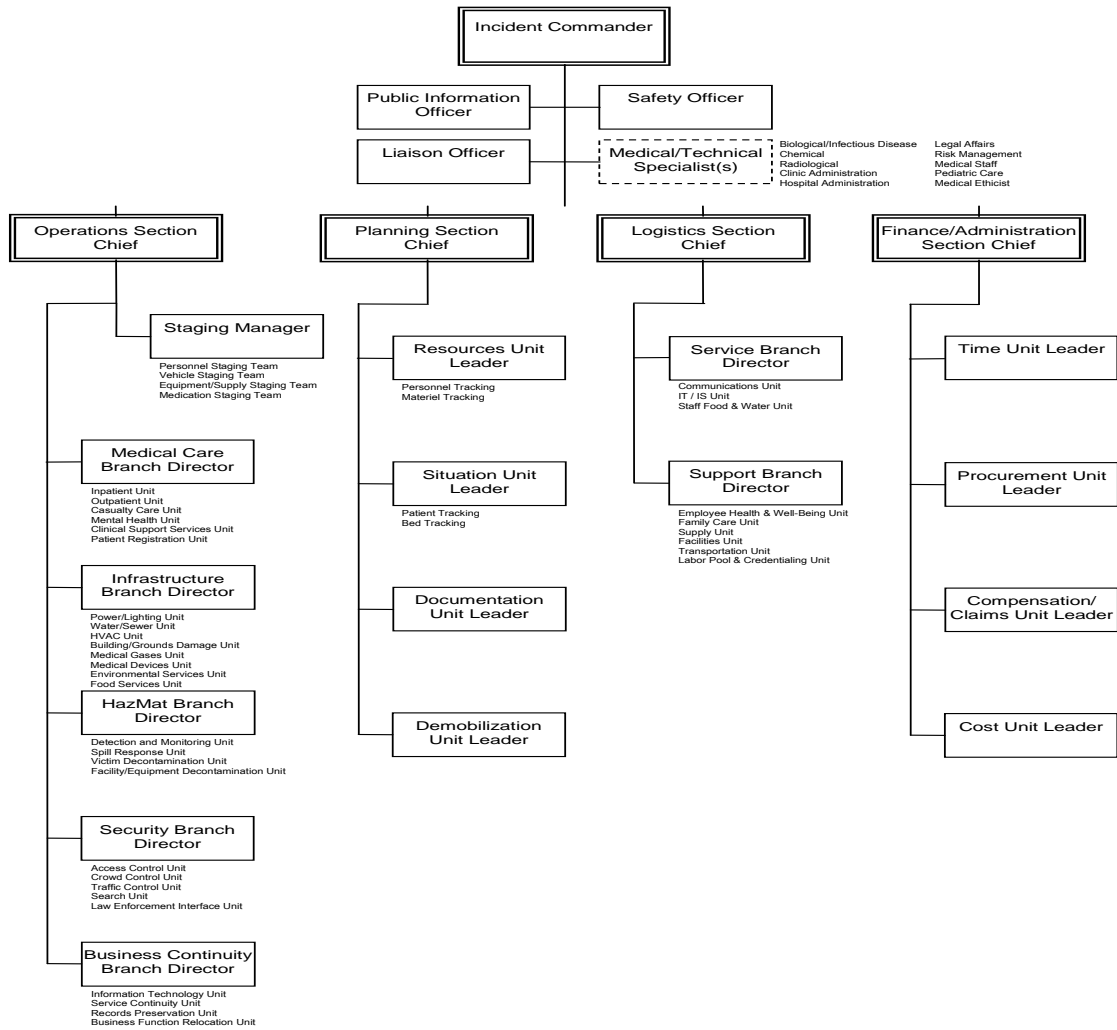 Incident Commander
Public Information
Officer
Safety Officer
Liaison Officer
Medical/Technical
Specialist(s)
Biological/Infectious Disease
Chemical
Radiological
Clinic Administration
Hospital Administration
Legal Affairs
Risk Management
Medical Staff
Pediatric Care
Medical Ethicist
Operations Section
Chief
Staging Manager
Personnel Staging Team
Vehicle Staging Team
Equipment/Supply Staging Team
Medication Staging Team
Medical Care
Branch Director
Inpatient Unit
Outpatient Unit
Casualty Care Unit
Mental Health Unit
Clinical Support Services Unit
Patient Registration Unit
Infrastructure
Branch Director
Power/Lighting Unit
Water/Sewer Unit
HVAC Unit
Building/Grounds Damage Unit
Medical Gases Unit
Medical Devices Unit
Environmental Services Unit
Food Services Unit
HazMat Branch
Director
Detection and Monitoring Unit
Spill Response Unit
Victim Decontamination Unit
Facility/Equipment Decontamination Unit
Security Branch
Director
Access Control Unit
Crowd Control Unit
Traffic Control Unit
Search Unit
Law Enforcement Interface Unit
Business Continuity
Branch Director
Information Technology Unit
Service Continuity Unit
Records Preservation Unit
Business Function Relocation Unit
Planning Section
Chief
Resources Unit
Leader
Personnel Tracking
Materiel Tracking
Situation Unit
Leader
Patient Tracking
Bed Tracking
Documentation
Unit Leader
Demobilization
Unit Leader
Logistics Section
Chief
Service Branch
Director
Communications Unit
IT / IS Unit
Staff Food & Water Unit
Support Branch
Director
Employee Health & Well-Being Unit
Family Care Unit
Supply Unit
Facilities Unit
Transportation Unit
Labor Pool & Credentialing Unit
Finance/Administration
Section Chief
Time Unit Leader
Procurement Unit
Leader
Compensation/
Claims Unit Leader
Cost Unit Leader